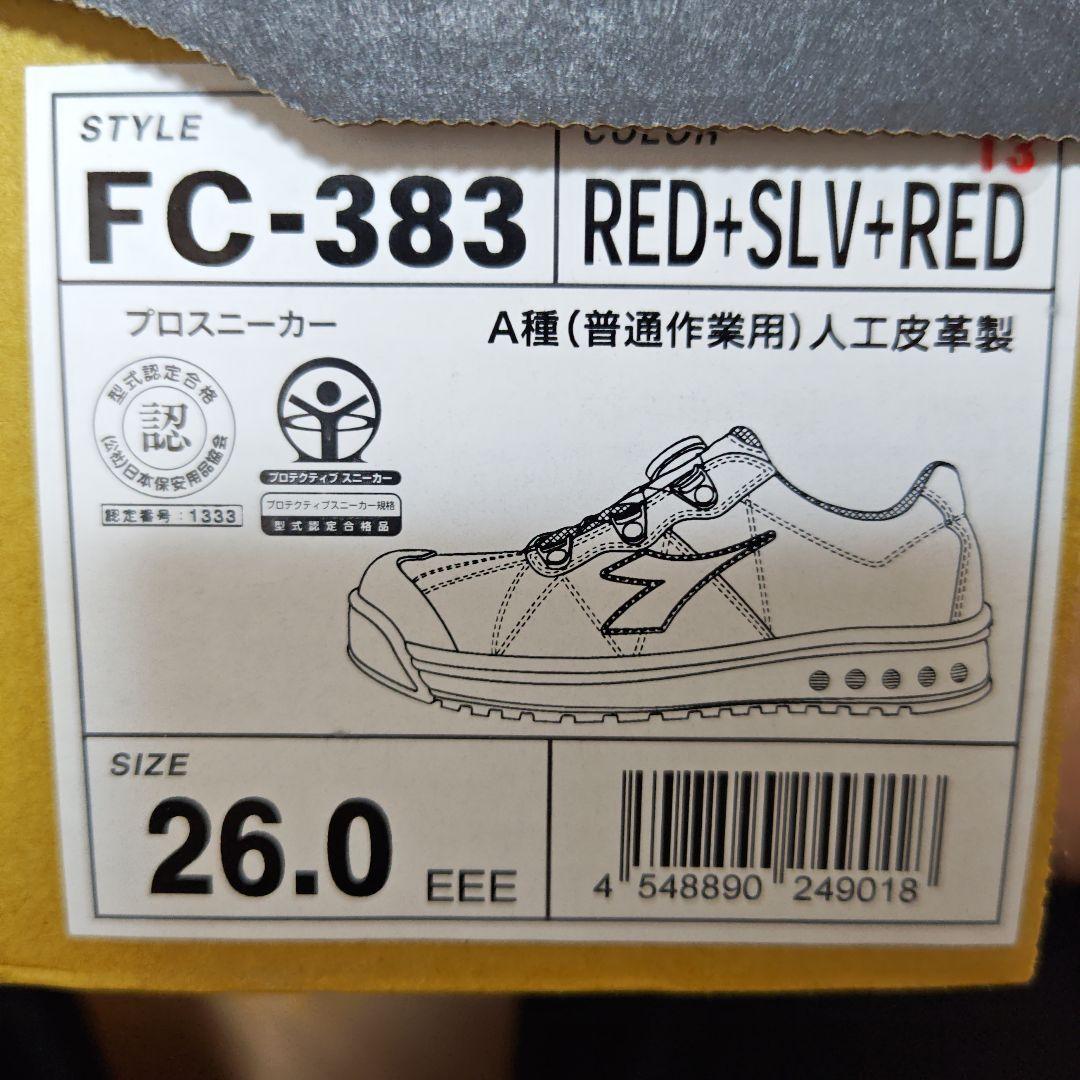 STYLE
FC-383
COLOR
13
RED+SLV+RED
プロスニーカー
A種(普通作業用)人工皮革製
型式認定合格
認
(公社)日本保安用品協会
認定番号:1333
プロテクティブ スニーカー
プロテクティブスニーカー規格
型式認定合格品
SIZE
26.0 EEE
4 548890 249018